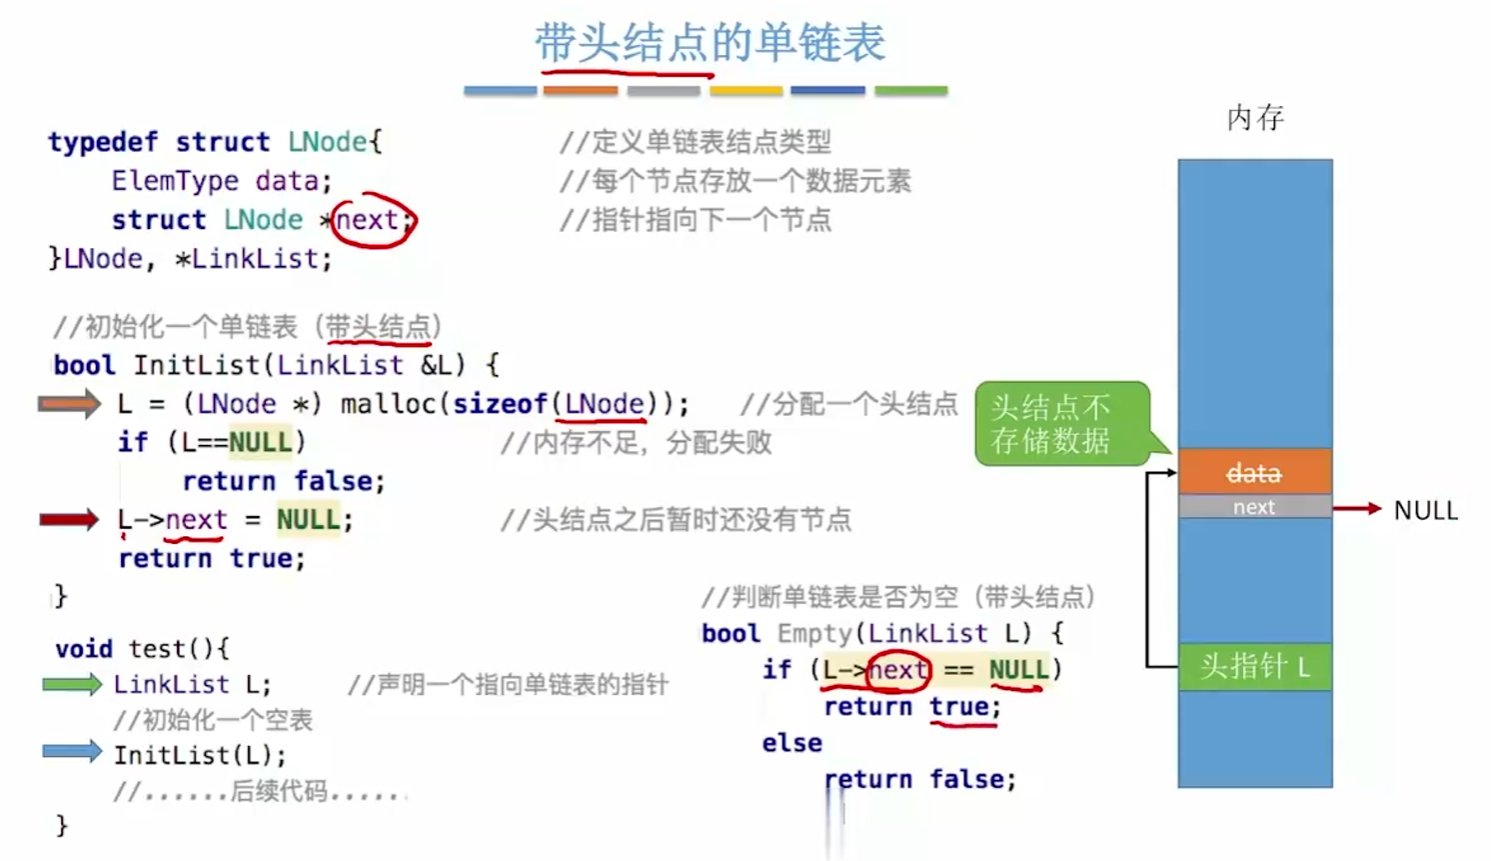 带头结点的单链表
typedef struct LNode{ //定义单链表结点类型
ElemType data; //每个节点存放一个数据元素
struct LNode *next; //指针指向下一个节点
}LNode, *LinkList;
//初始化一个单链表（带头结点）
bool InitList(LinkList &L) {
L = (LNode *) malloc(sizeof(LNode)); //分配一个头结点
if (L==NULL) //内存不足，分配失败
return false;
L->next = NULL; //头结点之后暂时还没有节点
return true;
}
void test(){
LinkList L; //声明一个指向单链表的指针
//初始化一个空表
InitList(L);
//......后续代码.....
}
//判断单链表是否为空（带头结点）
bool Empty(LinkList L) {
if (L->next == NULL)
return true;
else
return false;
内存
头结点不
存储数据
data
next
NULL
头指针 L